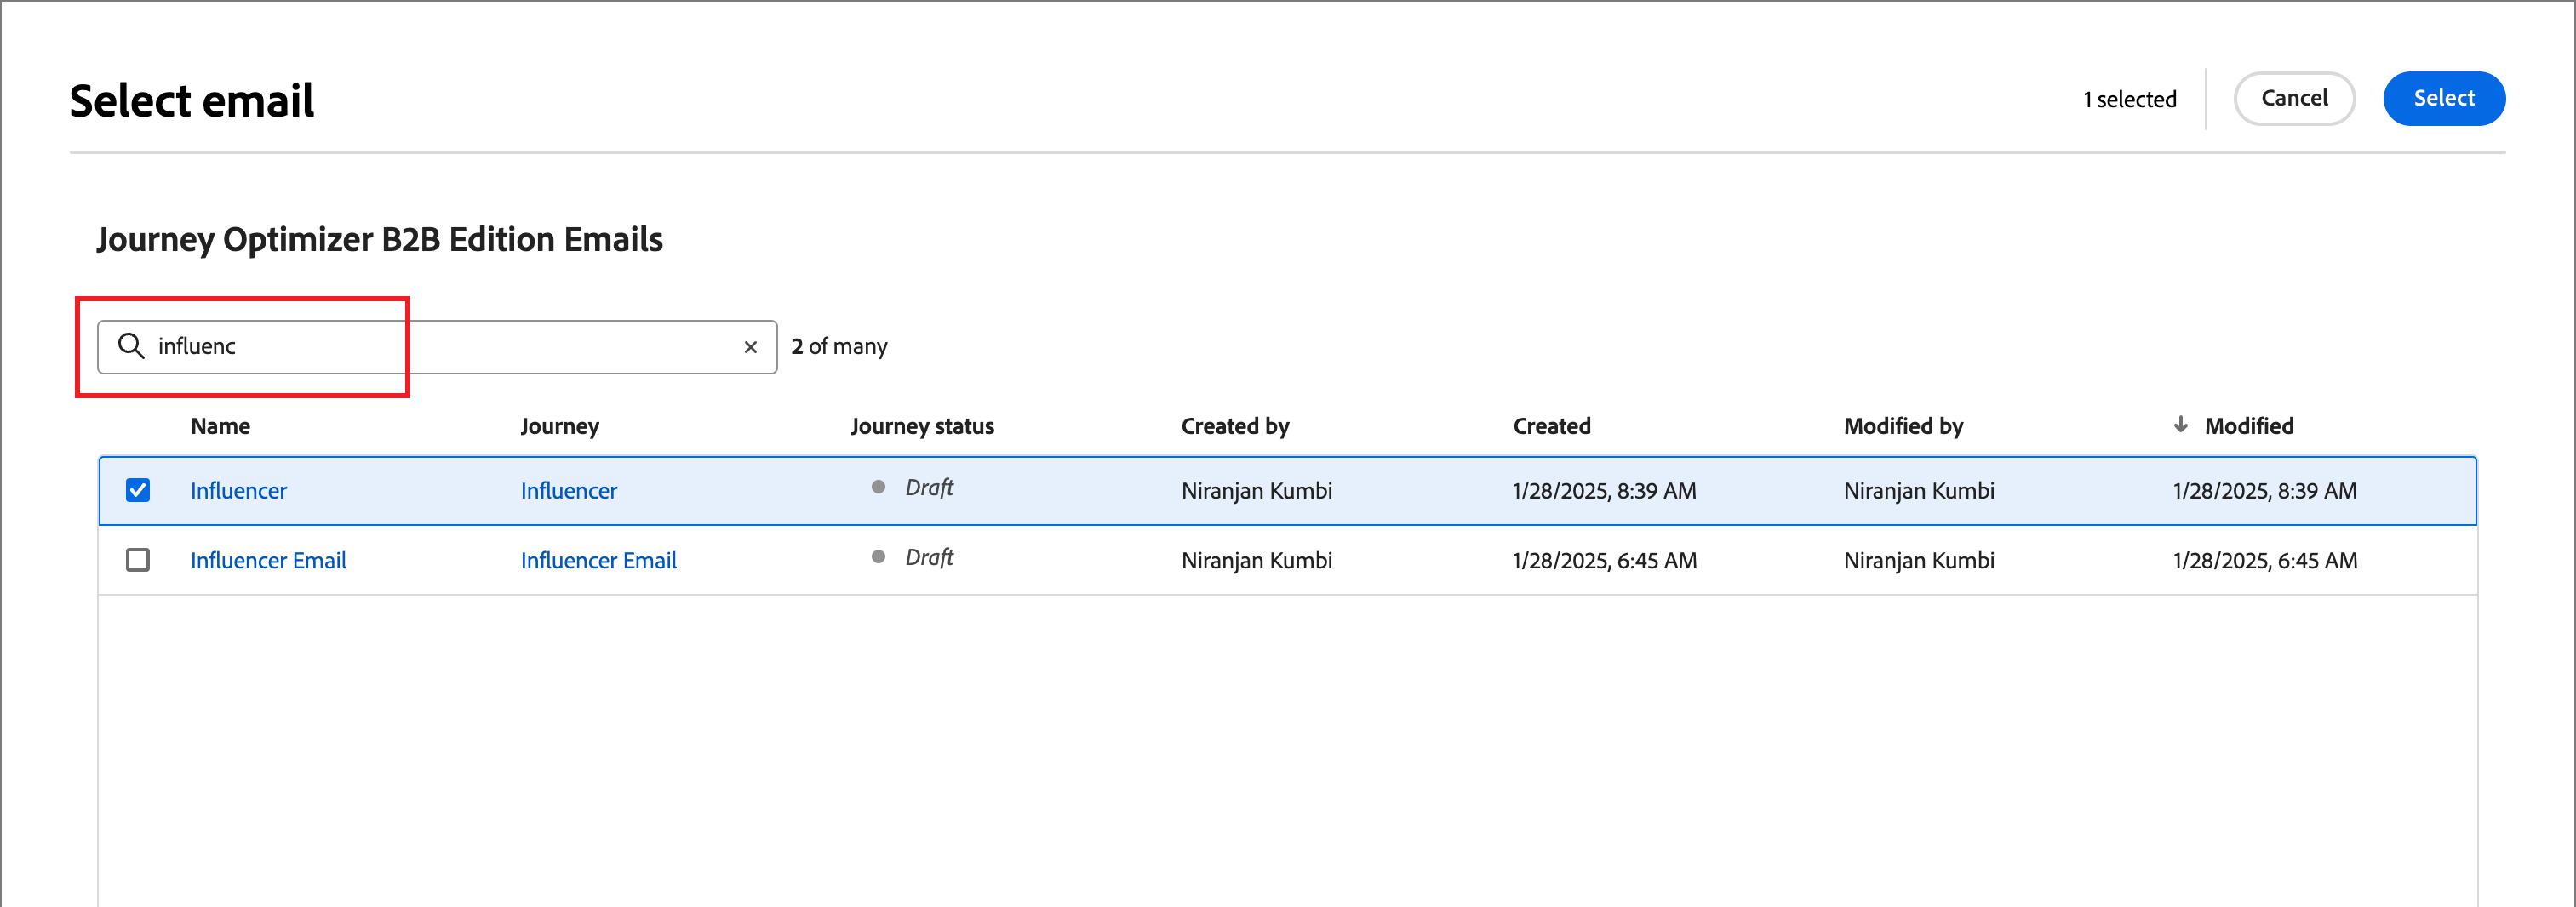 Select email
1 selected
Cancel
Select
Journey Optimizer B2B Edition Emails
influenc
2 of many
Name Journey Journey status Created by Created Modified by Modified
Influencer Influencer Draft Niranjan Kumbi 1/28/2025, 8:39 AM Niranjan Kumbi 1/28/2025, 8:39 AM
Influencer Email Influencer Email Draft Niranjan Kumbi 1/28/2025, 6:45 AM Niranjan Kumbi 1/28/2025, 6:45 AM